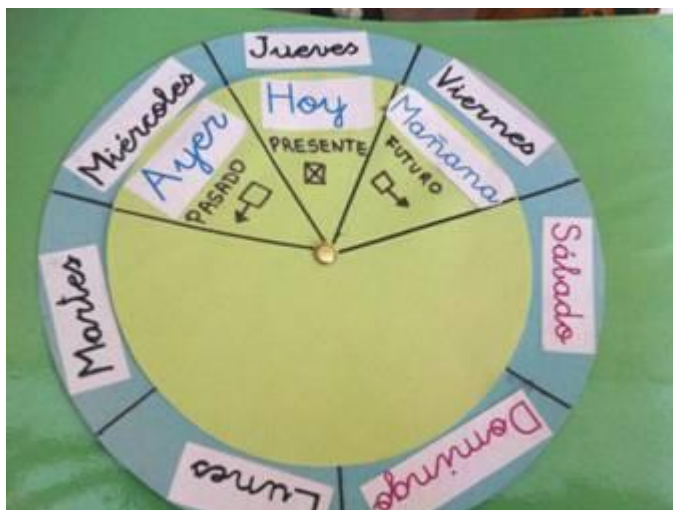 Jueves
Viernes
Sábado
Domingo
Lunes
Martes
Miércoles
Ayer
PASADO
Hoy
PRESENTE
Mañana
FUTURO